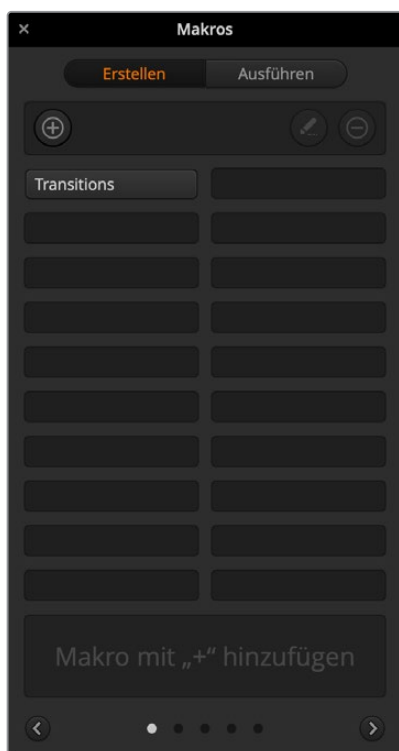 Makros
Erstellen Ausführen
Transitions
Makro mit „+“ hinzufügen